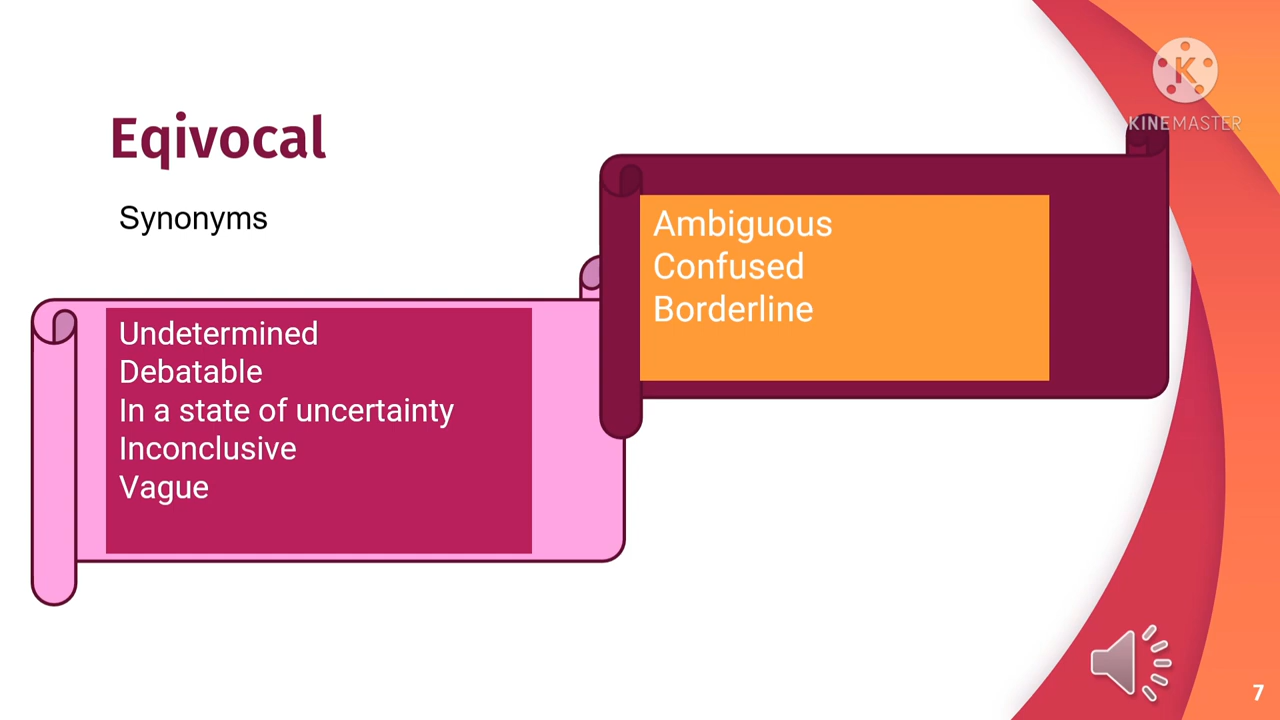 Eqivocal
Synonyms
Undetermined
Debatable
In a state of uncertainty
Inconclusive
Vague
Ambiguous
Confused
Borderline
K
KINEMASTER
7